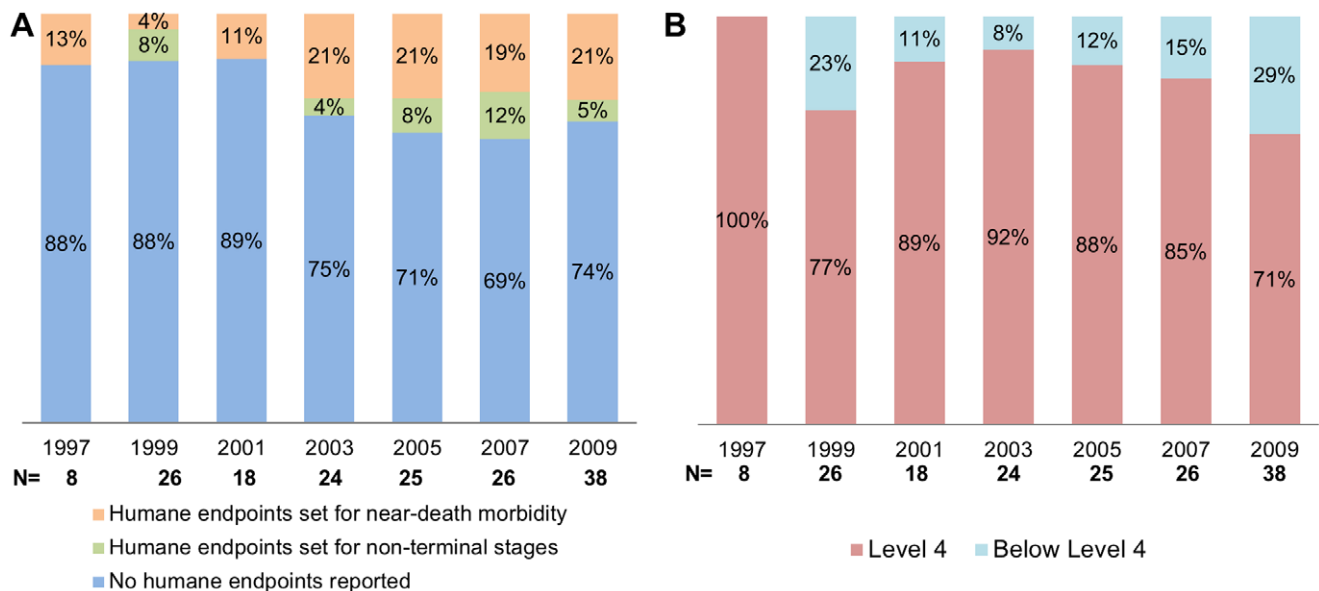 A
13% 4% 11% 21% 21% 19% 21%
8% 4% 8% 12% 5%
88% 88% 89% 75% 71% 69% 74%
1997 1999 2001 2003 2005 2007 2009
N= 8 26 18 24 25 26 38
Humane endpoints set for near-death morbidity
Humane endpoints set for non-terminal stages
No humane endpoints reported
B
23% 11% 8% 12% 15% 29%
100% 77% 89% 92% 88% 85% 71%
1997 1999 2001 2003 2005 2007 2009
N= 8 26 18 24 25 26 38
Level 4 Below Level 4